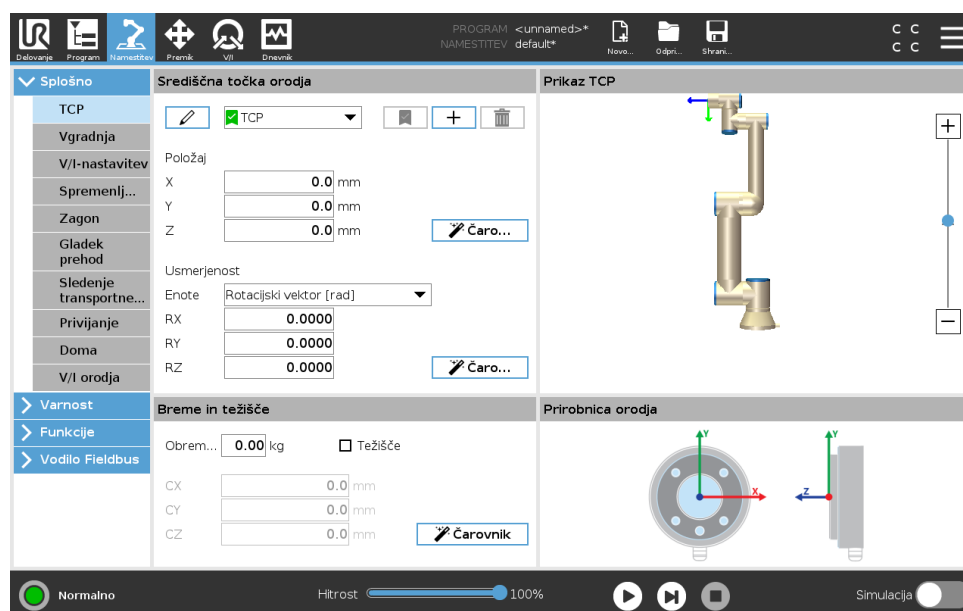 PROGRAM <unnamed>*
NAMESTITEV default*
Delovanje Program Namestitev Premik V/I Dnevnik Novo... Odpri... Shrani...
C C
C C
Splošno
TCP
Vgradnja
V/I-nastavitev
Spremenlj...
Zagon
Gladek
prehod
Sledenje
transportne...
Privijanje
Doma
V/I orodja
Varnost
Funkcije
Vodilo Fieldbus
Središčna točka orodja
TCP
Položaj
X 0.0 mm
Y 0.0 mm
Z 0.0 mm Čaro...
Usmerjenost
Enote Rotacijski vektor [rad]
RX 0.0000
RY 0.0000
RZ 0.0000 Čaro...
Breme in težišče
Obrem... 0.00 kg Težišče
CX 0.0 mm
CY 0.0 mm
CZ 0.0 mm Čarovnik
Prikaz TCP
Prirobnica orodja
Y Y
X Z
Normalno Hitrost 100% Simulacija